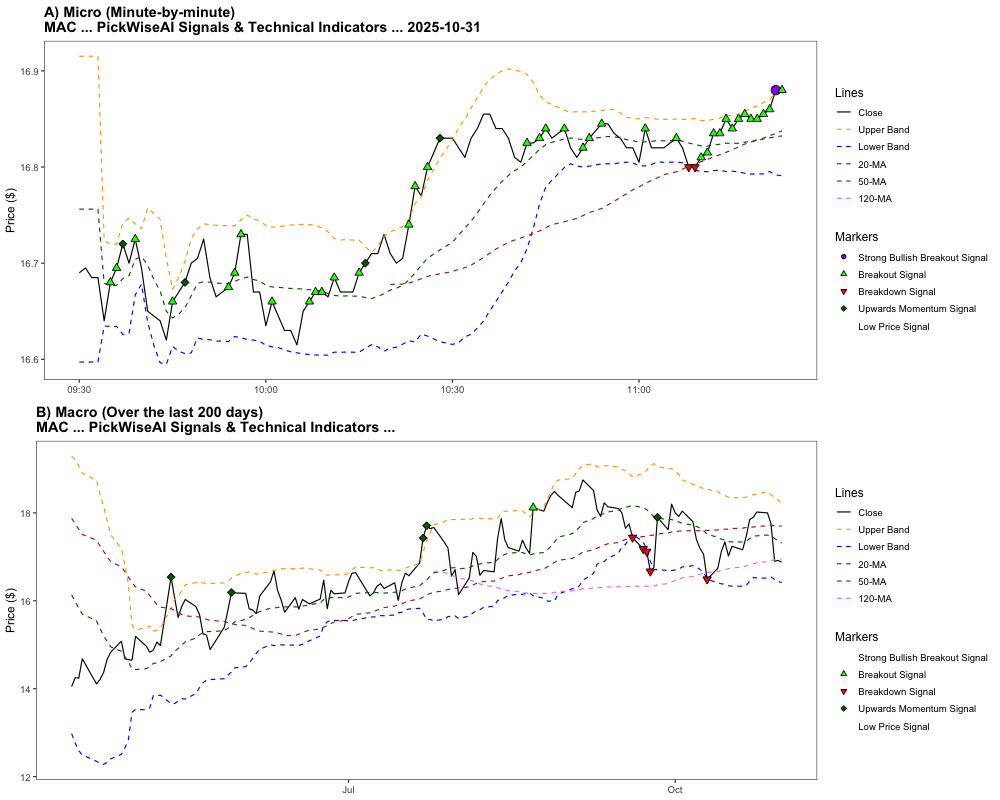 A) Micro (Minute-by-minute)
MAC ... PickWiseAI Signals & Technical Indicators ... 2025-10-31
Price ($)
16.9
16.8
16.7
16.6
09:30
10:00
10:30
11:00
Lines
Close
Upper Band
Lower Band
20-MA
50-MA
120-MA
Markers
Strong Bullish Breakout Signal
Breakout Signal
Breakdown Signal
Upwards Momentum Signal
Low Price Signal
B) Macro (Over the last 200 days)
MAC ... PickWiseAI Signals & Technical Indicators ...
Price ($)
18
16
14
12
Jul
Oct
Lines
Close
Upper Band
Lower Band
20-MA
50-MA
120-MA
Markers
Strong Bullish Breakout Signal
Breakout Signal
Breakdown Signal
Upwards Momentum Signal
Low Price Signal